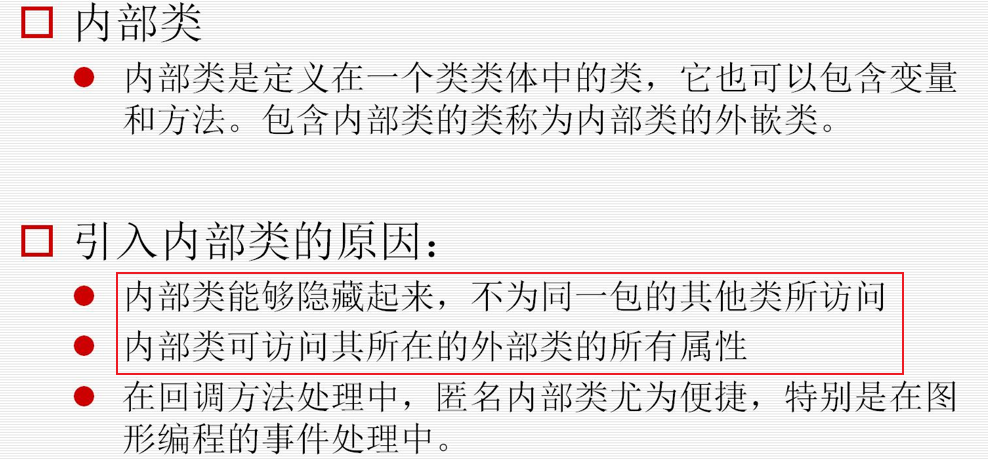 内部类
内部类是定义在一个类类体中的类，它也可以包含变量
和方法。包含内部类的类称为内部类的外嵌类。
引入内部类的原因：
内部类能够隐藏起来，不为同一包的其他类所访问
内部类可访问其所在的外部类的所有属性
在回调方法处理中，匿名内部类尤为便捷，特别是在图
形编程的事件处理中。